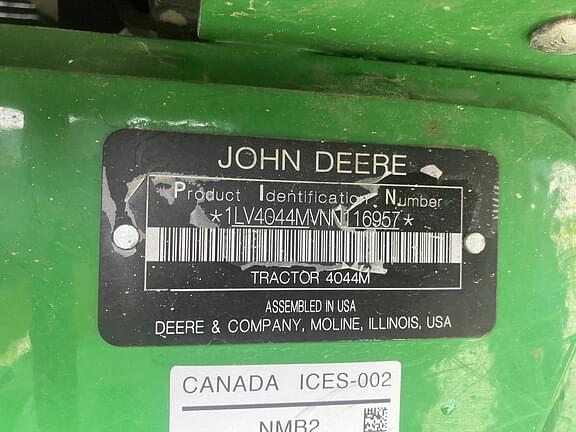 JOHN DEERE
Product Identification Number
*1LV4044MVNN116957*
TRACTOR 4044M
ASSEMBLED IN USA
DEERE & COMPANY, MOLINE, ILLINOIS, USA
CANADA ICES-002
NMB2